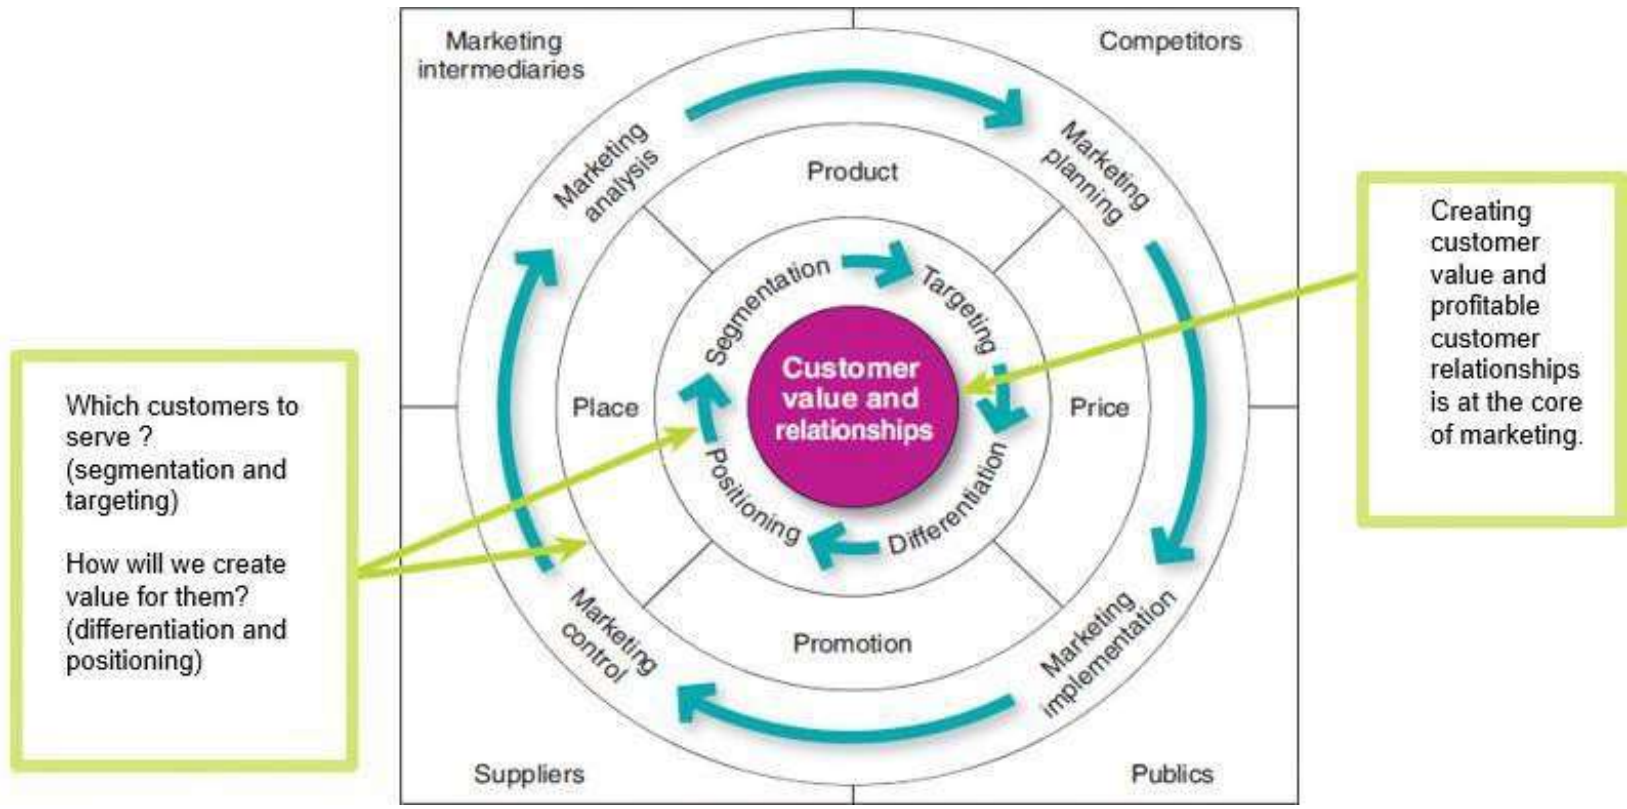 Marketing
intermediaries
Competitors
Marketing
analysis
Marketing
planning
Product
Segmentation
Targeting
Customer
value and
relationships
Place
Price
Positioning
Differentiation
Promotion
Marketing
control
Marketing
implementation
Suppliers
Publics
Which customers to
serve ?
(segmentation and
targeting)
How will we create
value for them?
(differentiation and
positioning)
Creating
customer
value and
profitable
customer
relationships
is at the core
of marketing.